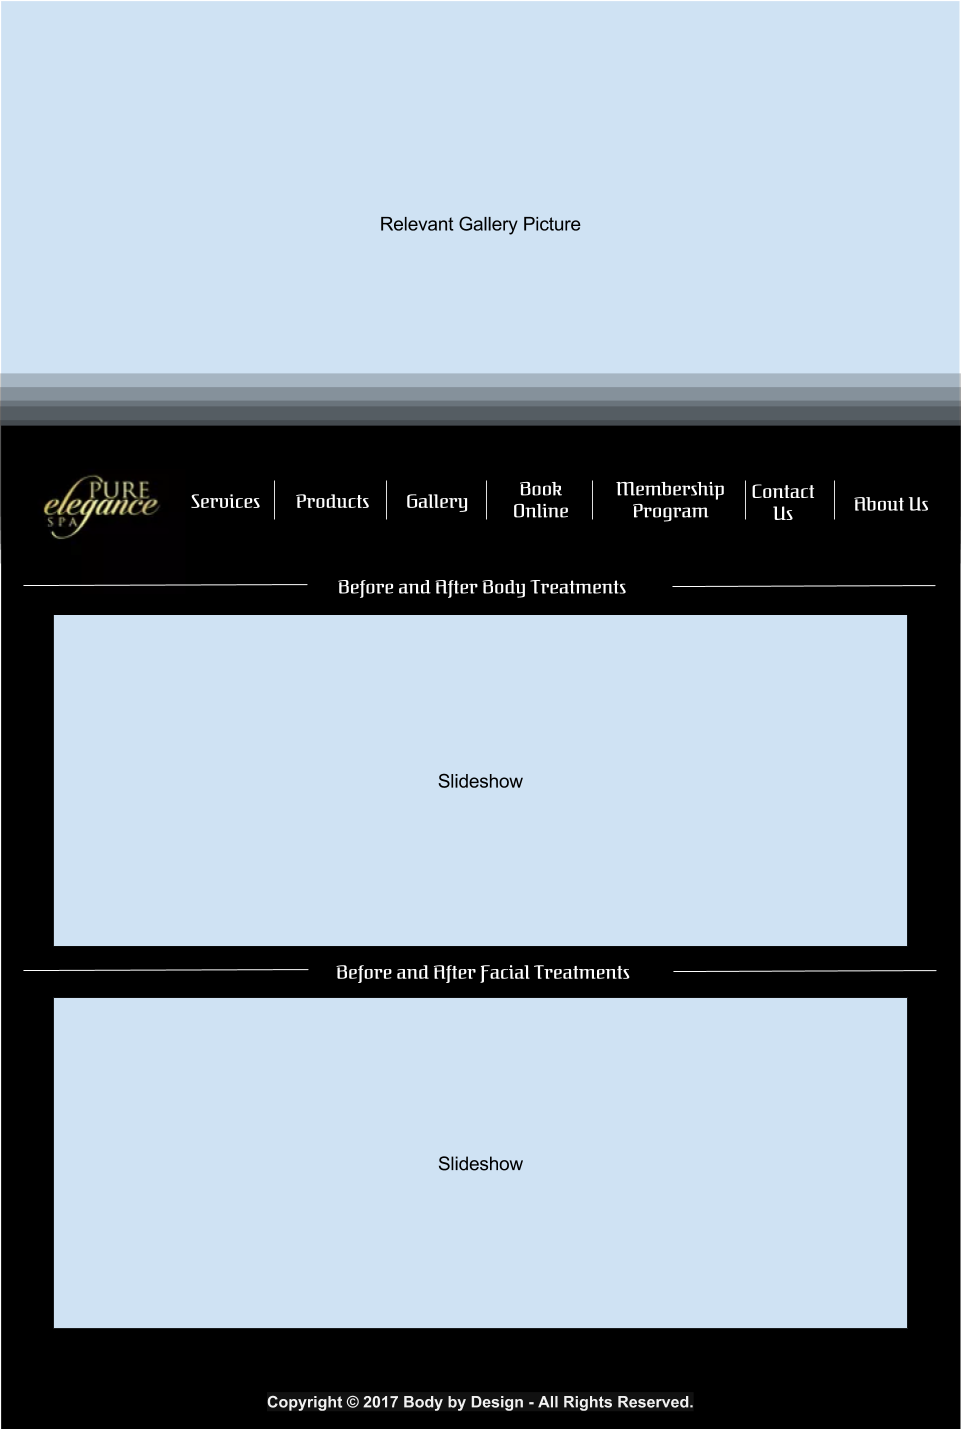 Relevant Gallery Picture
PURE
elegance
SPA
Services
Products
Gallery
Book
Online
Membership
Program
Contact
Us
About Us
Before and After Body Treatments
Slideshow
Before and After Facial Treatments
Slideshow
Copyright © 2017 Body by Design - All Rights Reserved.